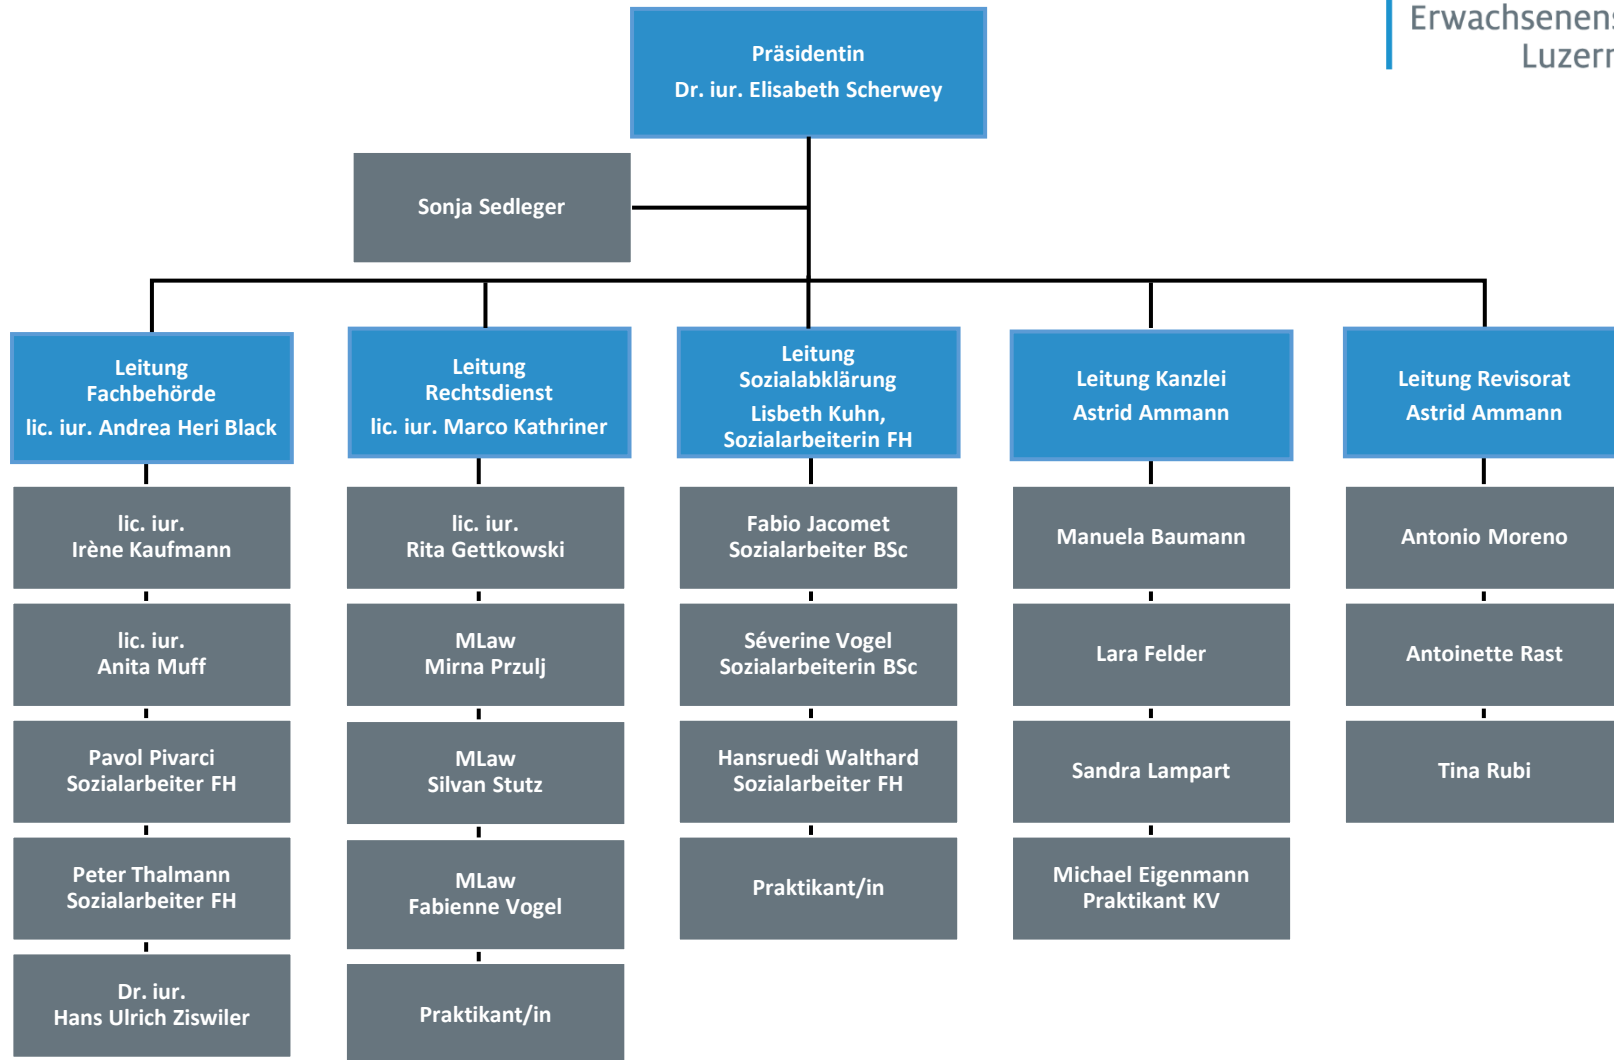 Erwachsenens
Luzern
Präsidentin
Dr. iur. Elisabeth Scherwey
Sonja Sedleger
Leitung
Fachbehörde
lic. iur. Andrea Heri Black
Leitung
Rechtsdienst
lic. iur. Marco Kathriner
Leitung
Sozialabklärung
Lisbeth Kuhn,
Sozialarbeiterin FH
Leitung Kanzlei
Astrid Ammann
Leitung Revisorat
Astrid Ammann
lic. iur.
Irène Kaufmann
lic. iur.
Rita Gettkowski
Fabio Jacomet
Sozialarbeiter BSc
Manuela Baumann
Antonio Moreno
lic. iur.
Anita Muff
MLaw
Mirna Przulj
Séverine Vogel
Sozialarbeiterin BSc
Lara Felder
Antoinette Rast
Pavol Pivarci
Sozialarbeiter FH
MLaw
Silvan Stutz
Hansruedi Walthard
Sozialarbeiter FH
Sandra Lampart
Tina Rubi
Peter Thalmann
Sozialarbeiter FH
MLaw
Fabienne Vogel
Praktikant/in
Michael Eigenmann
Praktikant KV
Dr. iur.
Hans Ulrich Ziswiler
Praktikant/in